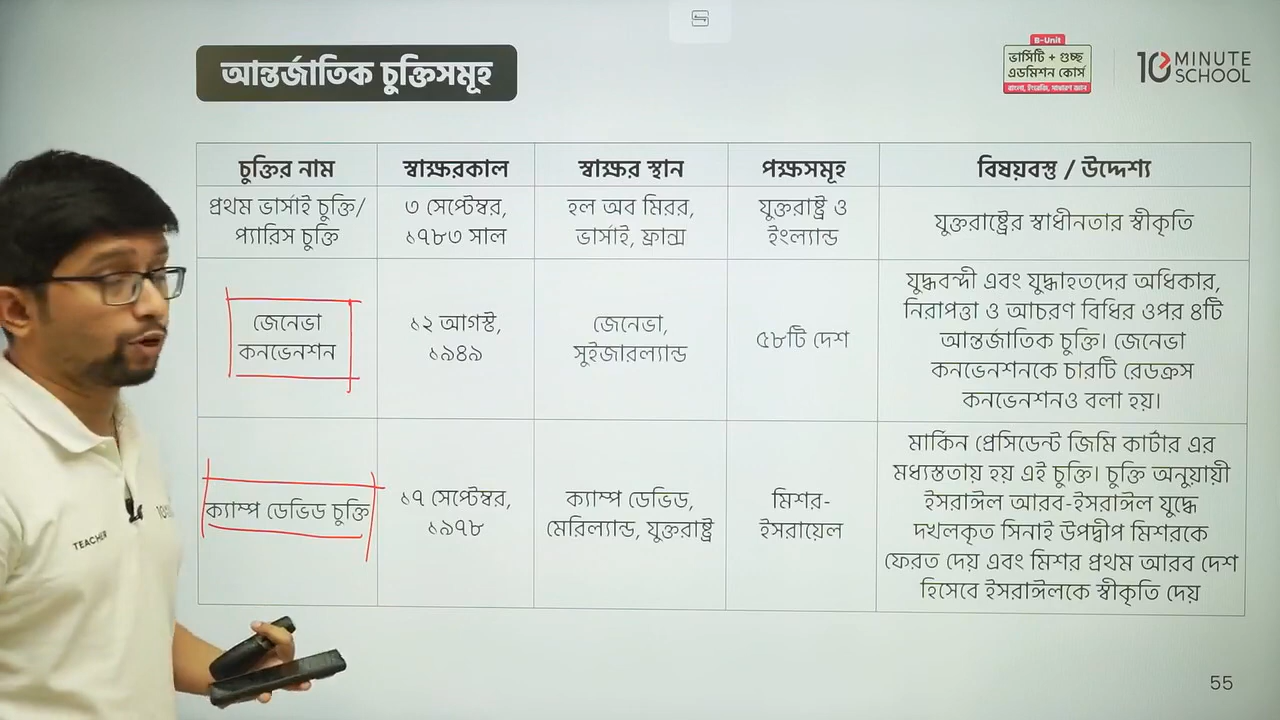 আন্তর্জাতিক চুক্তিসমূহ
B-Unit
ভার্সিটি + গুচ্ছ
এডমিশন কোর্স
বাংলা, ইংরেজি, সাধারণ জ্ঞান
10 MINUTE
SCHOOL
চুক্তির নাম
স্বাক্ষরকাল
স্বাক্ষর স্থান
পক্ষসমূহ
বিষয়বস্তু / উদ্দেশ্য
প্রথম ভার্সাই চুক্তি/
প্যারিস চুক্তি
৩ সেপ্টেম্বর,
১৭৮৩ সাল
হল অব মিরর,
ভার্সাই, ফ্রান্স
যুক্তরাষ্ট্র ও
ইংল্যান্ড
যুক্তরাষ্ট্রের স্বাধীনতার স্বীকৃতি
জেনেভা
কনভেনশন
১২ আগস্ট,
১৯৪৯
জেনেভা,
সুইজারল্যান্ড
৫৮টি দেশ
যুদ্ধবন্দী এবং যুদ্ধাহতদের অধিকার,
নিরাপত্তা ও আচরণ বিধির ওপর ৪টি
আন্তর্জাতিক চুক্তি। জেনেভা
কনভেনশনকে চারটি রেডক্রস
কনভেনশনও বলা হয়।
ক্যাম্প ডেভিড চুক্তি
১৭ সেপ্টেম্বর,
১৯৭৮
ক্যাম্প ডেভিড,
মেরিল্যান্ড, যুক্তরাষ্ট্র
মিশর-
ইসরায়েল
মার্কিন প্রেসিডেন্ট জিমি কার্টার এর
মধ্যস্ততায় হয় এই চুক্তি। চুক্তি অনুয়ায়ী
ইসরাঈল আরব-ইসরাঈল যুদ্ধে
দখলকৃত সিনাই উপদ্বীপ মিশরকে
ফেরত দেয় এবং মিশর প্রথম আরব দেশ
হিসেবে ইসরাঈলকে স্বীকৃতি দেয়
TEACHER
55